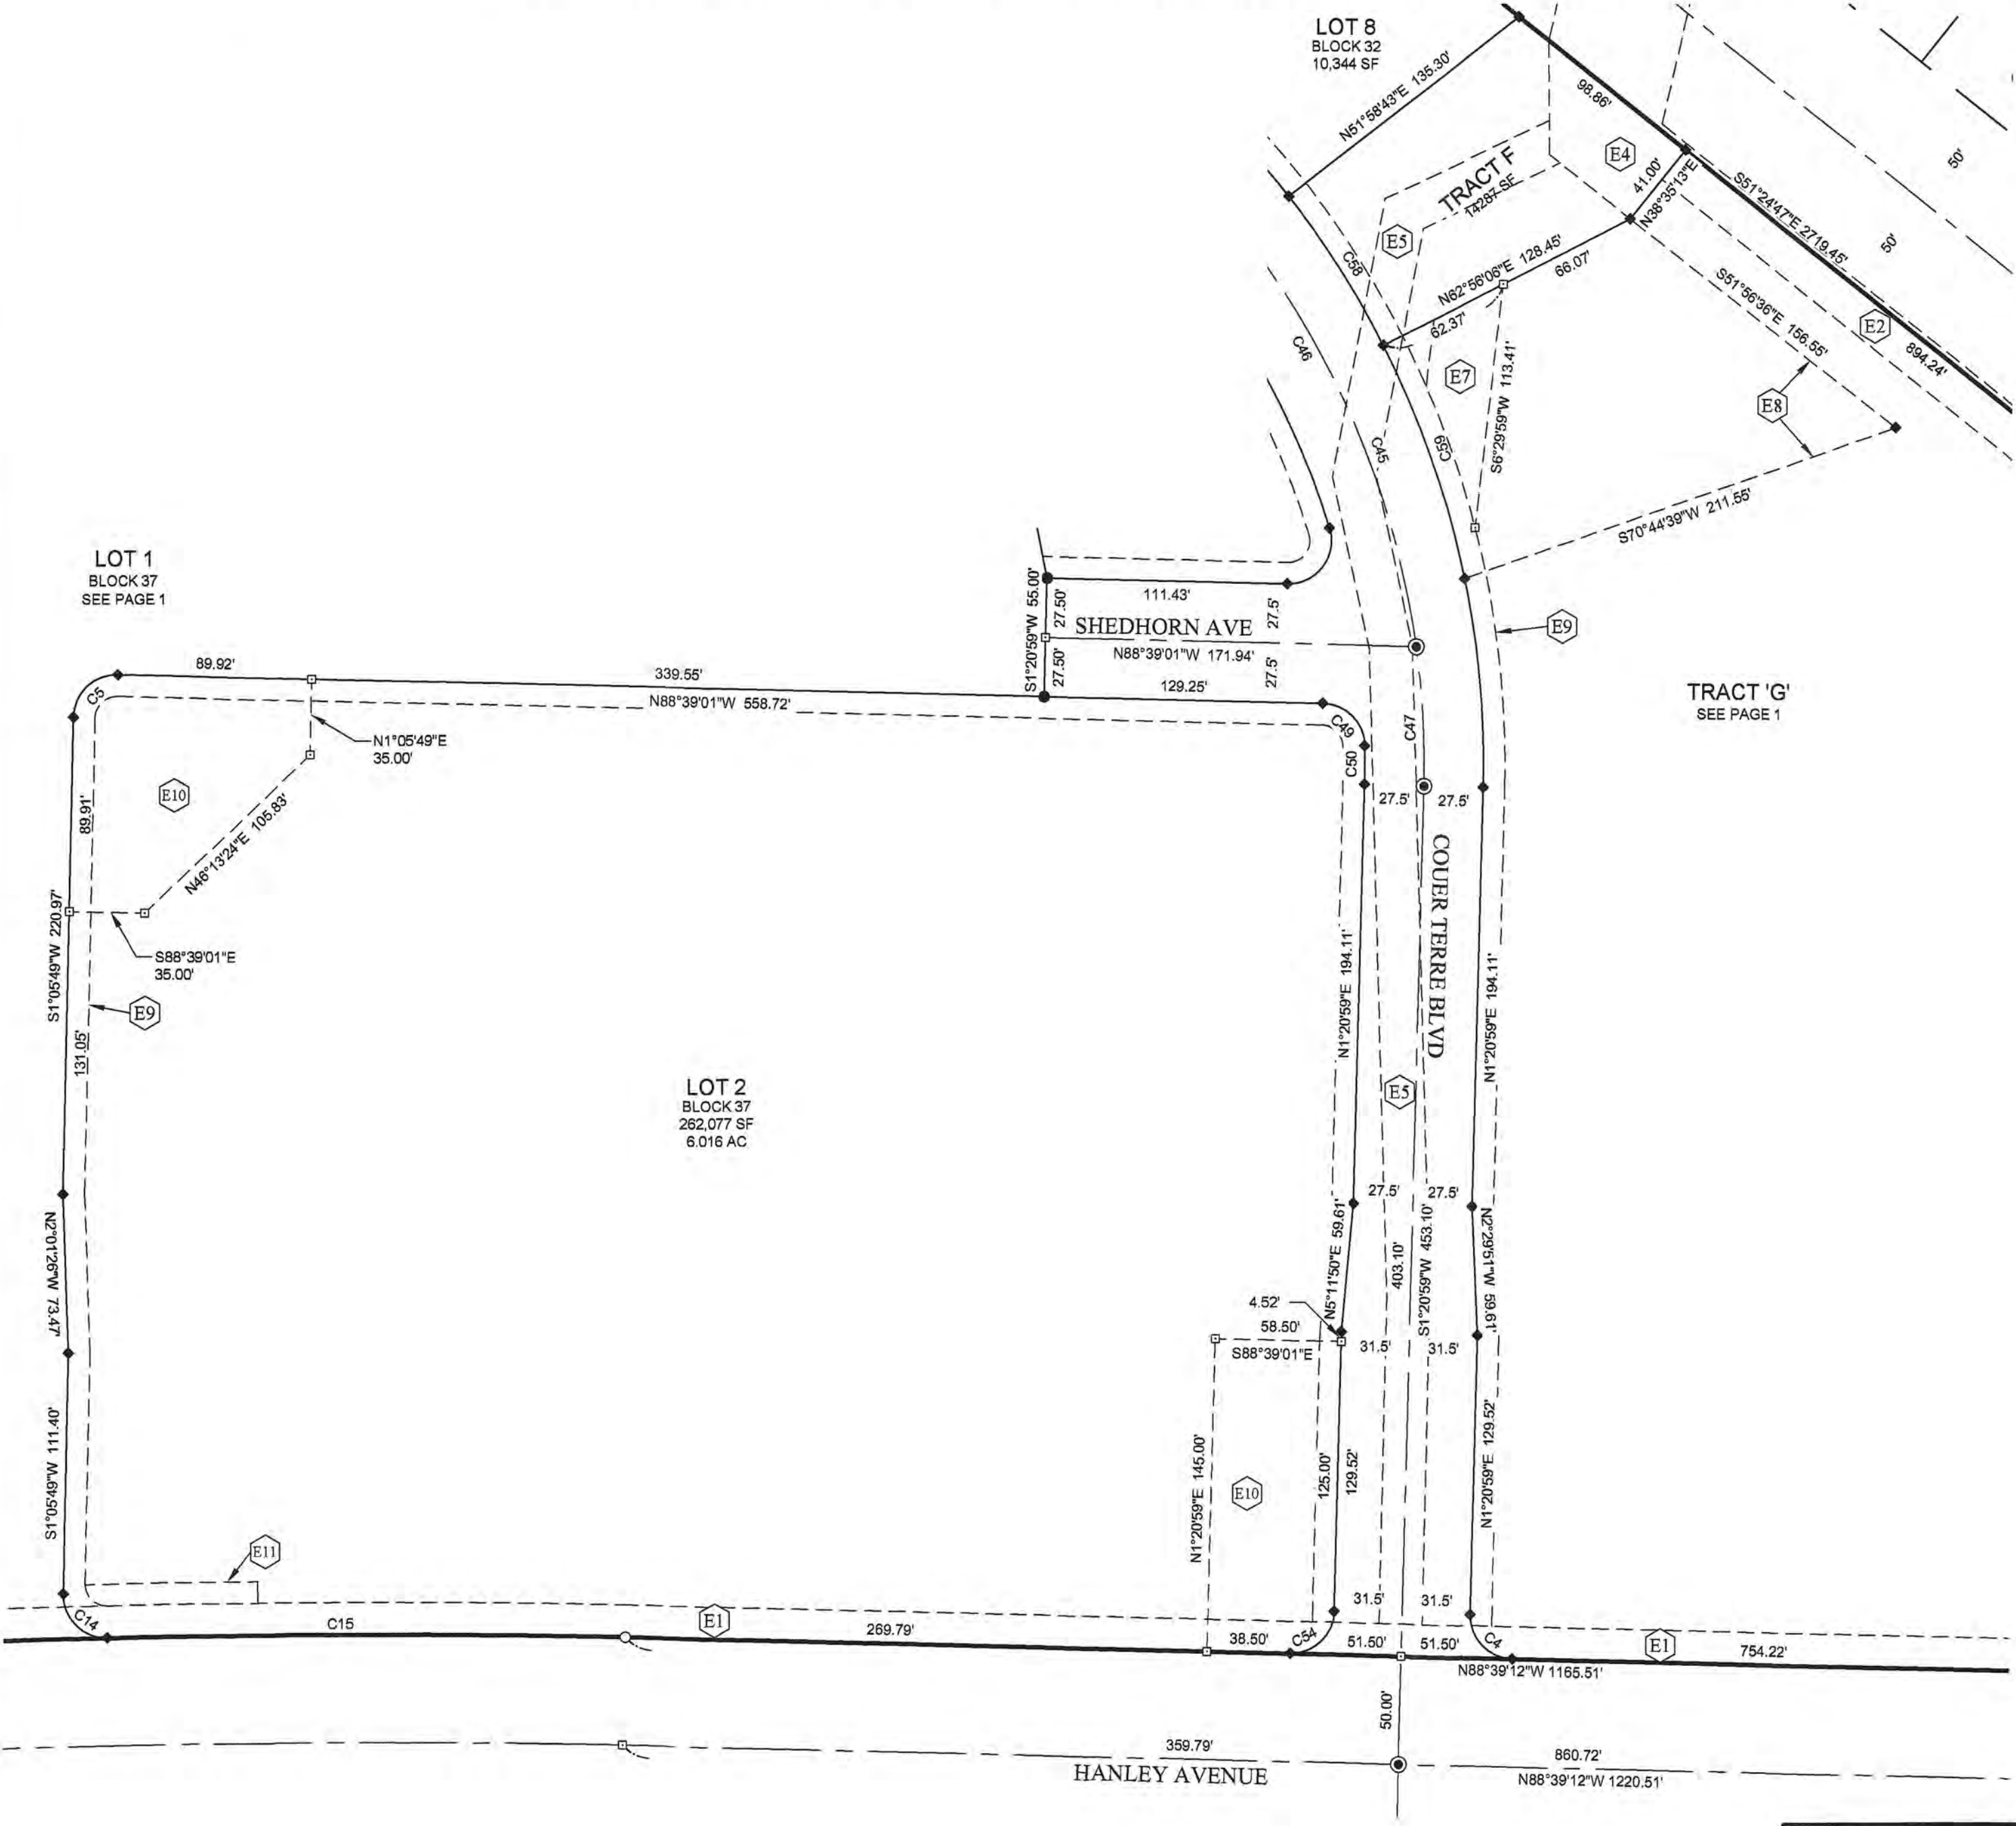 LOT 8
BLOCK 32
10,344 SF
N51°58'43"E 135.30'
98.86'
TRACT F
14287 SF
E4
41.00'
N38°35'13"E
S51°24'47"E 2719.45'
50'
50'
E5
C58
N62°56'06"E 128.45'
66.07'
62.37'
S51°56'36"E 156.55'
E2
894.24'
C46
E7
S6°29'59"W 113.41'
E8
C45
C59
S70°44'39"W 211.55'
LOT 1
BLOCK 37
SEE PAGE 1
S1°20'59"W 55.00'
27.50'
27.50'
111.43'
27.5'
SHEDHORN AVE
N88°39'01"W 171.94'
27.5'
129.25'
E9
TRACT 'G'
SEE PAGE 1
89.92'
339.55'
N88°39'01"W 558.72'
C5
C49
C50
C47
N1°05'49"E
35.00'
E10
89.91'
N46°13'24"E 105.83'
27.5'
27.5'
COUER TERRE BLVD
S1°05'49"W 220.97'
S88°39'01"E
35.00'
E9
131.05'
N1°20'59"E 194.11'
N1°20'59"E 194.11'
LOT 2
BLOCK 37
262,077 SF
6.016 AC
E5
27.5'
27.5'
N2°01'26"W 73.47'
N5°11'50"E 59.61'
403.10'
S1°20'59"W 453.10'
N2°29'51"W 59.61'
4.52'
58.50'
S88°39'01"E
31.5'
31.5'
S1°05'49"W 111.40'
N1°20'59"E 145.00'
E10
125.00'
129.52'
N1°20'59"E 129.52'
E11
31.5'
31.5'
C14
C15
E1
269.79'
38.50'
C54
51.50'
51.50'
C4
E1
754.22'
N88°39'12"W 1165.51'
50.00'
359.79'
HANLEY AVENUE
860.72'
N88°39'12"W 1220.51'